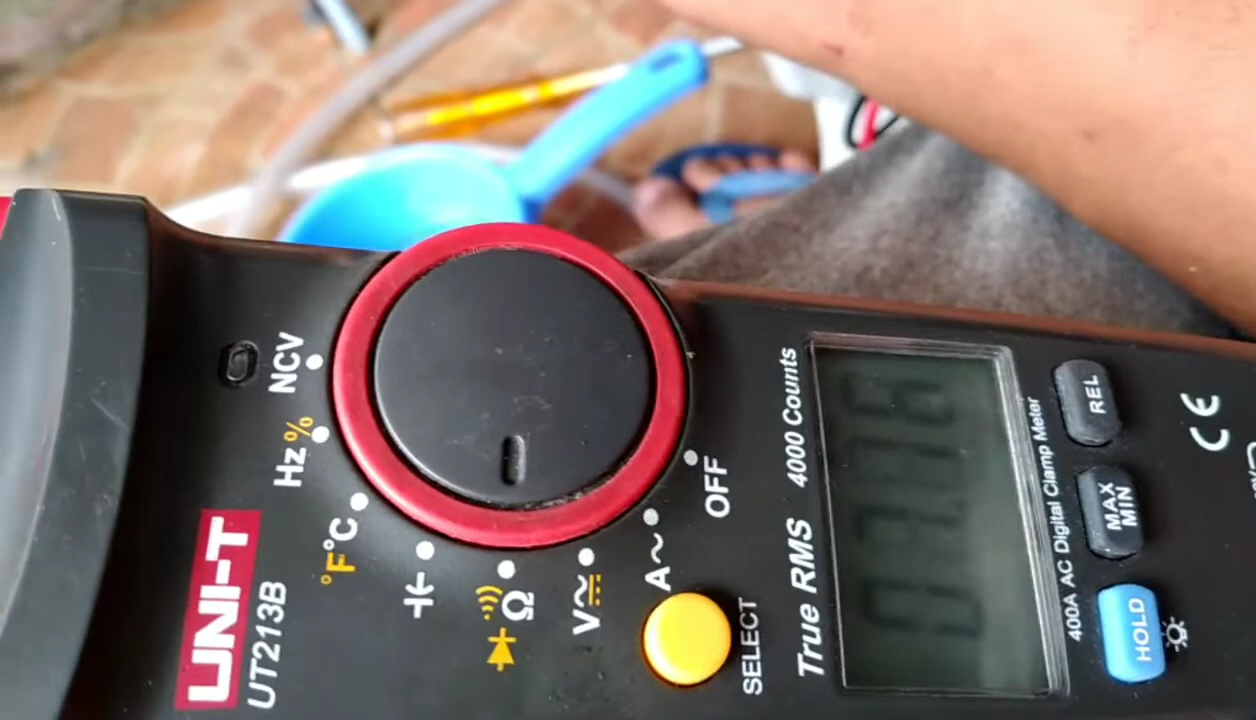 UNI-T
UT213B
NCV
Hz %
°F°C
Ω
V
A~
OFF
SELECT
True RMS 4000 Counts
400A AC Digital Clamp Meter
REL
MAX
MIN
HOLD
CE